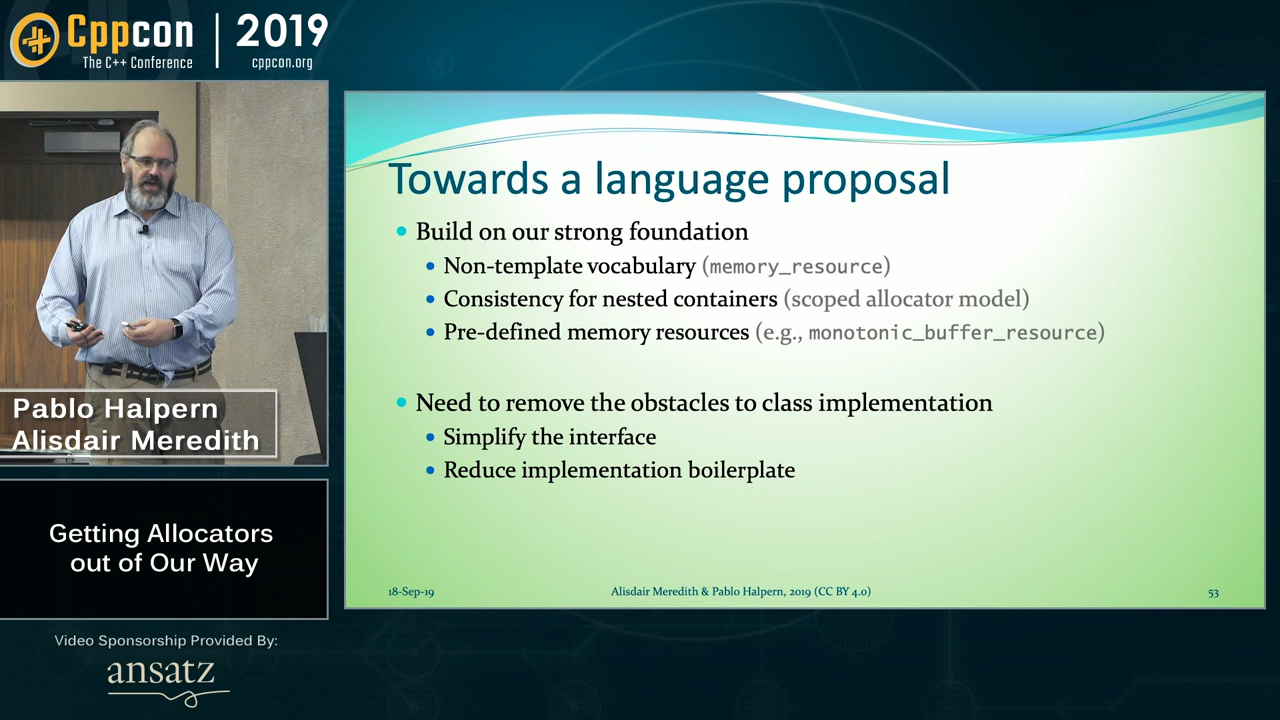 Cppcon | 2019
The C++ Conference cppcon.org
Pablo Halpern
Alisdair Meredith
Getting Allocators
out of Our Way
Video Sponsorship Provided By:
ansatz
Towards a language proposal
• Build on our strong foundation
• Non-template vocabulary (memory_resource)
• Consistency for nested containers (scoped allocator model)
• Pre-defined memory resources (e.g., monotonic_buffer_resource)
• Need to remove the obstacles to class implementation
• Simplify the interface
• Reduce implementation boilerplate
18-Sep-19 Alisdair Meredith & Pablo Halpern, 2019 (CC BY 4.0) 53